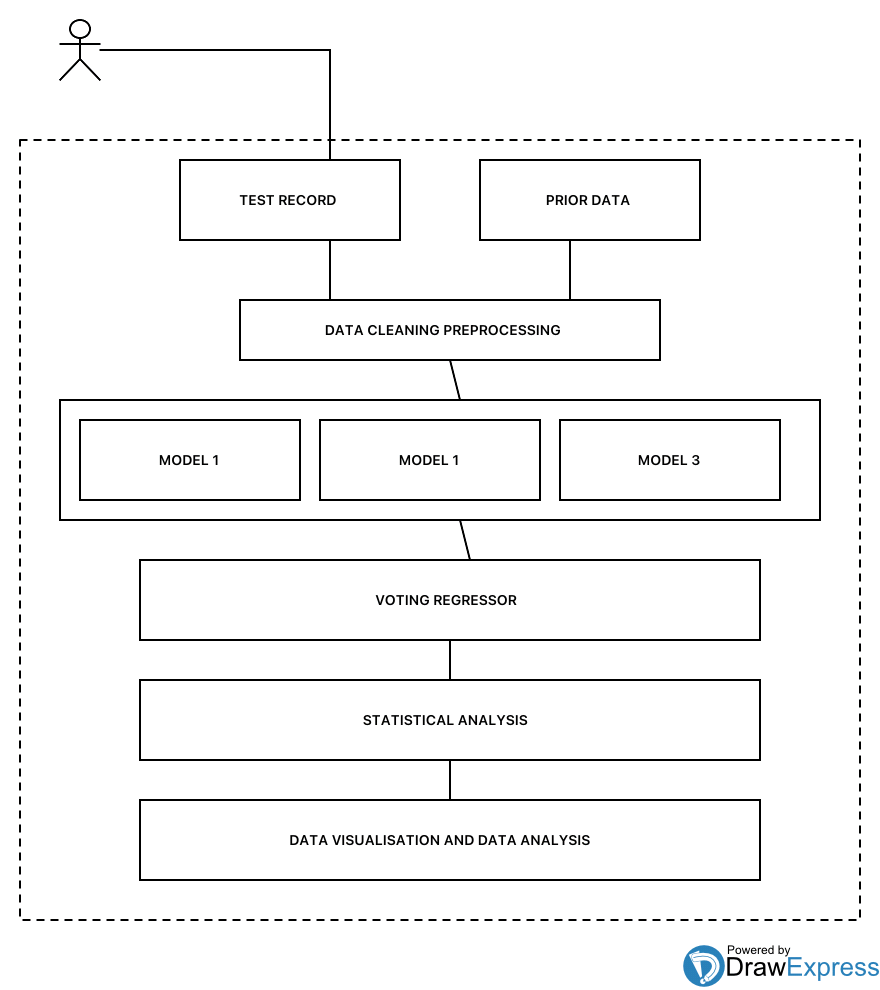 TEST RECORD
PRIOR DATA
DATA CLEANING PREPROCESSING
MODEL 1
MODEL 1
MODEL 3
VOTING REGRESSOR
STATISTICAL ANALYSIS
DATA VISUALISATION AND DATA ANALYSIS
Powered by
DrawExpress